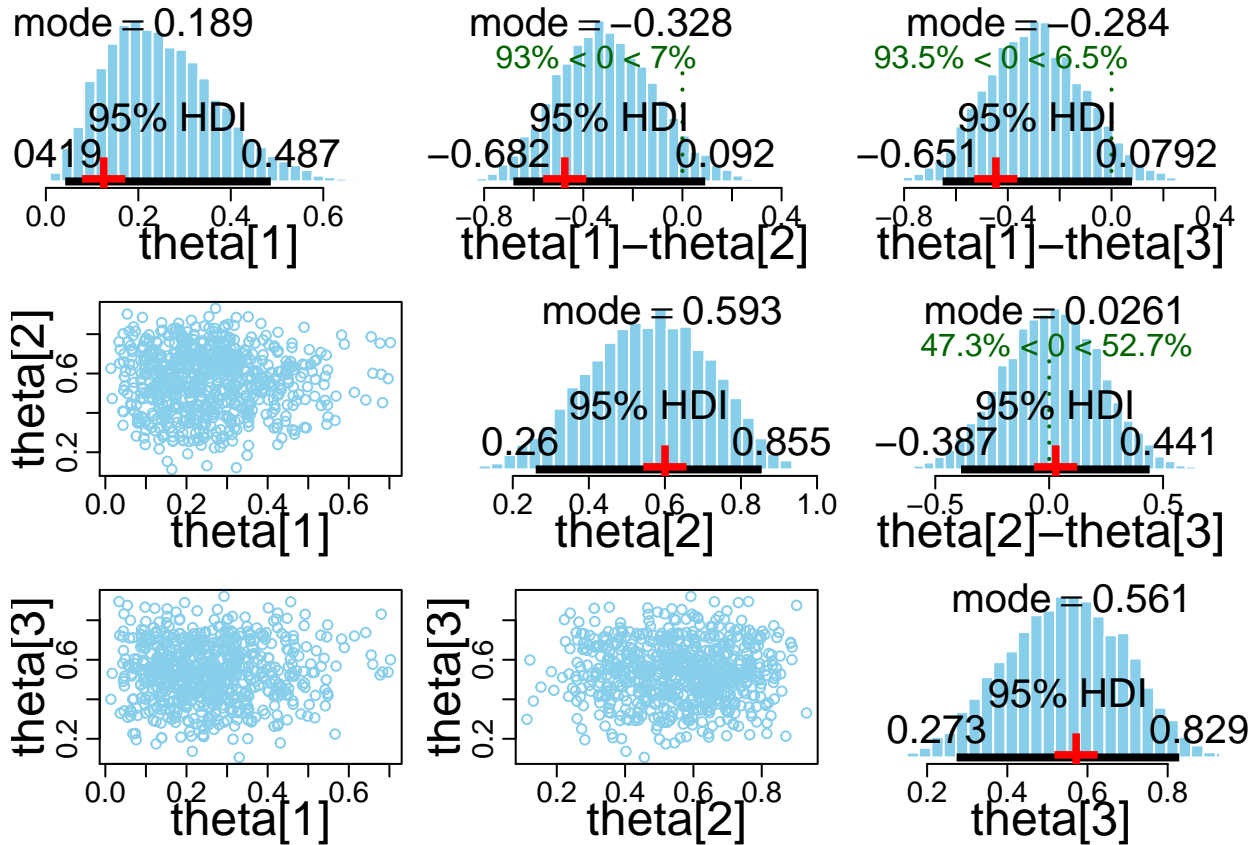 mode = 0.189
95% HDI
0419 0.487
0.0 0.2 0.4 0.6
theta[1]
mode = −0.328
93% < 0 < 7%
95% HDI
−0.682 0.092
−0.8 −0.4 0.0 0.4
theta[1]−theta[2]
mode = −0.284
93.5% < 0 < 6.5%
95% HDI
−0.651 0.0792
−0.8 −0.4 0.0 0.4
theta[1]−theta[3]
theta[2]
0.2 0.6
0.0 0.2 0.4 0.6
theta[1]
mode = 0.593
95% HDI
0.26 0.855
0.2 0.4 0.6 0.8 1.0
theta[2]
mode = 0.0261
47.3% < 0 < 52.7%
95% HDI
−0.387 0.441
−0.5 0.0 0.5
theta[2]−theta[3]
theta[3]
0.2 0.6
0.0 0.2 0.4 0.6
theta[1]
theta[3]
0.2 0.6
0.2 0.4 0.6 0.8
theta[2]
mode = 0.561
95% HDI
0.273 0.829
0.2 0.4 0.6 0.8
theta[3]